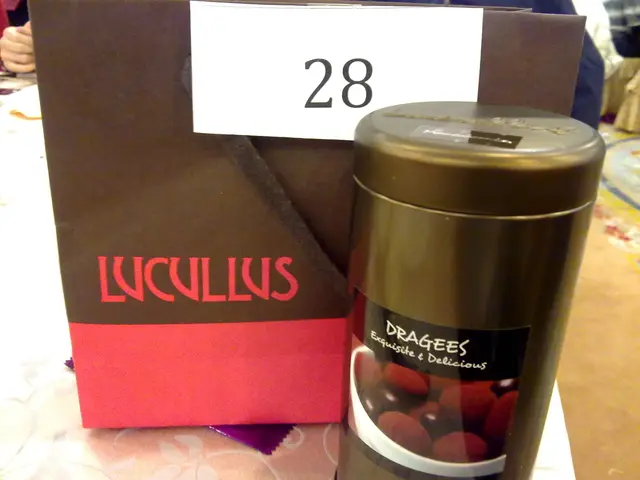 28
LUCULLUS
DRAGEES
Exquisite & Delicious